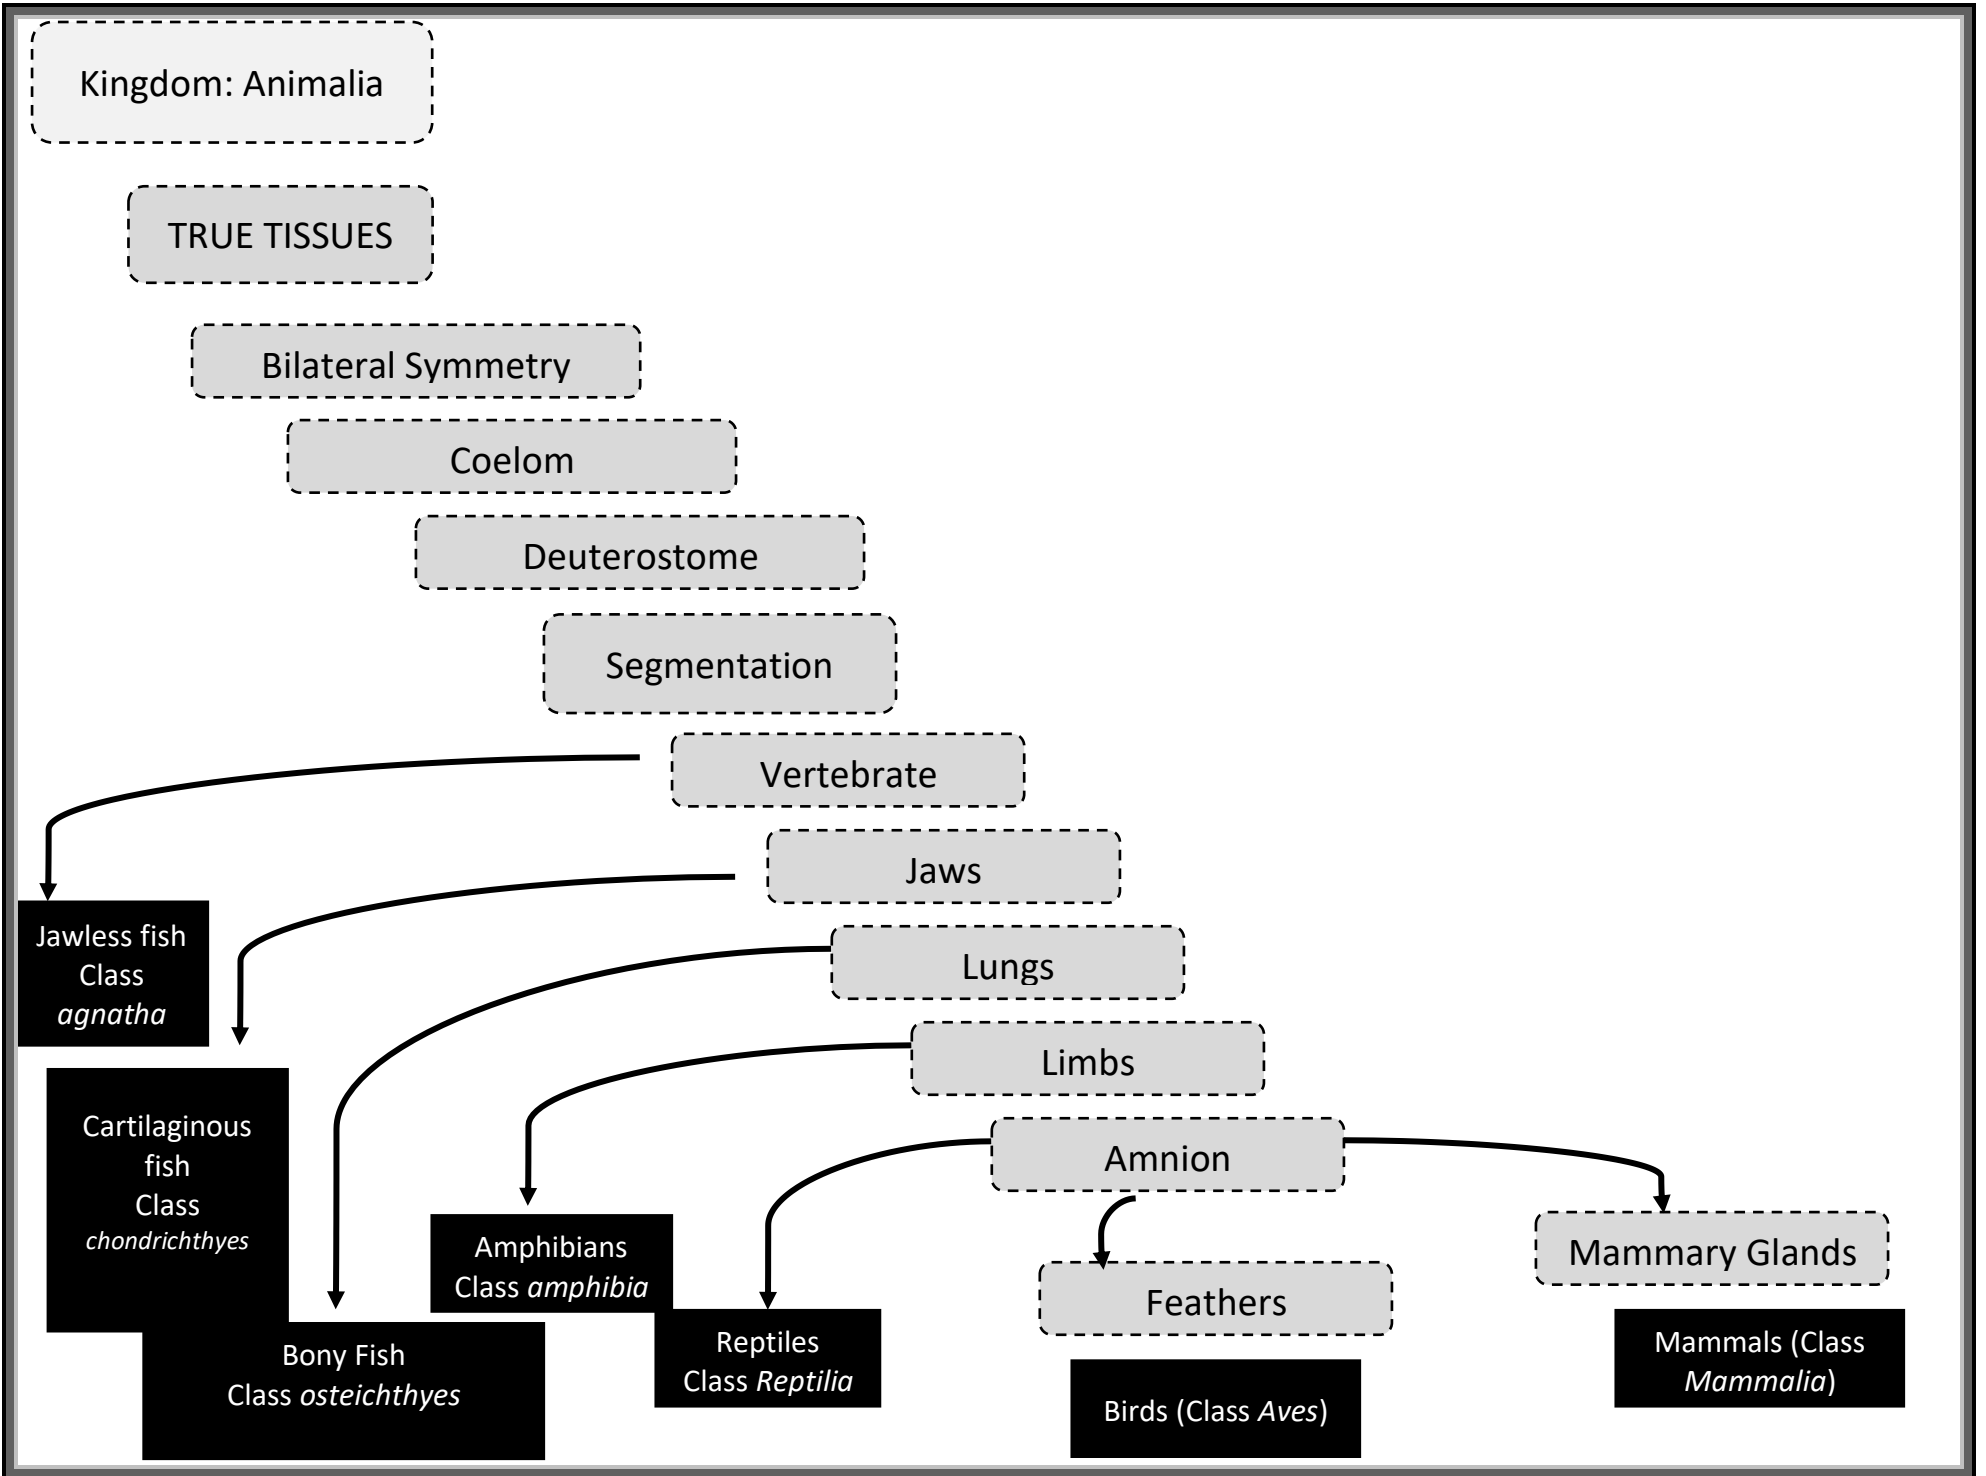 Kingdom: Animalia
TRUE TISSUES
Bilateral Symmetry
Coelom
Deuterostome
Segmentation
Vertebrate
Jaws
Jawless fish
Class
agnatha
Lungs
Limbs
Cartilaginous
fish
Class
chondrichthyes
Amnion
Amphibians
Class amphibia
Mammary Glands
Feathers
Bony Fish
Class osteichthyes
Reptiles
Class Reptilia
Mammals (Class
Mammalia)
Birds (Class Aves)